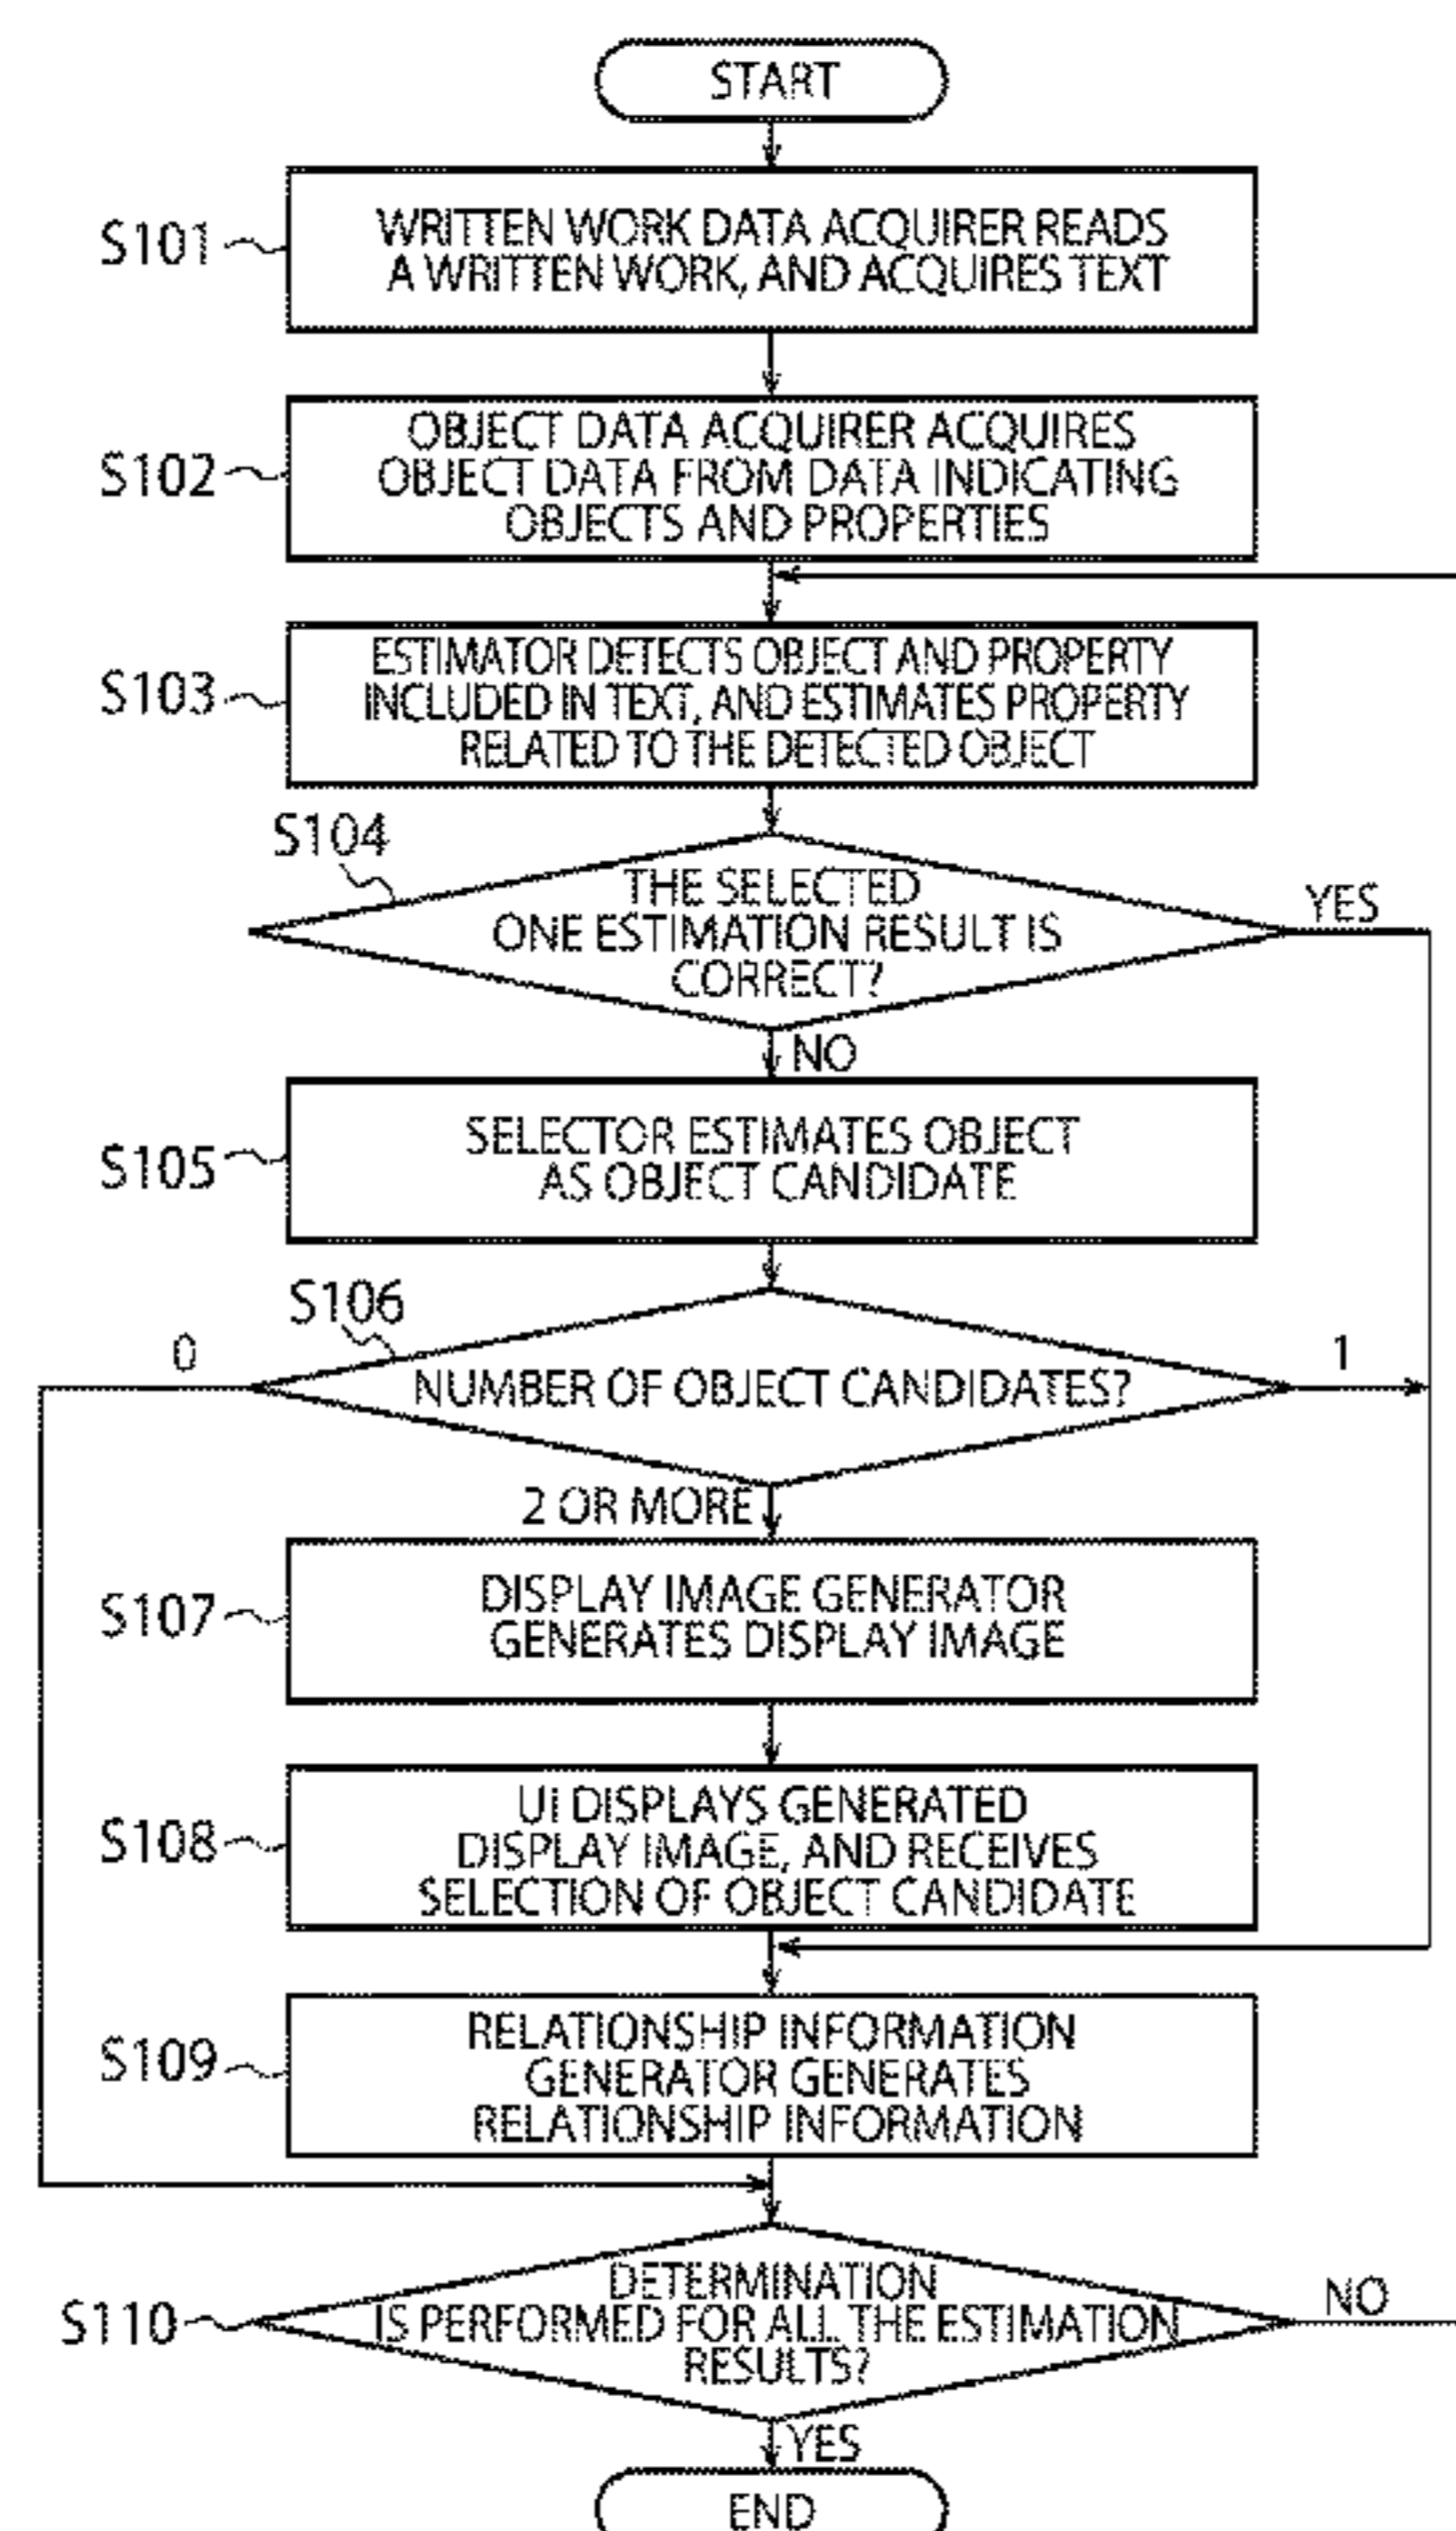 START
S101
WRITTEN WORK DATA ACQUIRER READS
A WRITTEN WORK, AND ACQUIRES TEXT
S102
OBJECT DATA ACQUIRER ACQUIRES
OBJECT DATA FROM DATA INDICATING
OBJECTS AND PROPERTIES
S103
ESTIMATOR DETECTS OBJECT AND PROPERTY
INCLUDED IN TEXT, AND ESTIMATES PROPERTY
RELATED TO THE DETECTED OBJECT
S104
THE SELECTED
ONE ESTIMATION RESULT IS
CORRECT?
YES
NO
S105
SELECTOR ESTIMATES OBJECT
AS OBJECT CANDIDATE
S106
0
NUMBER OF OBJECT CANDIDATES?
1
2 OR MORE
S107
DISPLAY IMAGE GENERATOR
GENERATES DISPLAY IMAGE
S108
UI DISPLAYS GENERATED
DISPLAY IMAGE, AND RECEIVES
SELECTION OF OBJECT CANDIDATE
S109
RELATIONSHIP INFORMATION
GENERATOR GENERATES
RELATIONSHIP INFORMATION
S110
DETERMINATION
IS PERFORMED FOR ALL THE ESTIMATION
RESULTS?
NO
YES
END